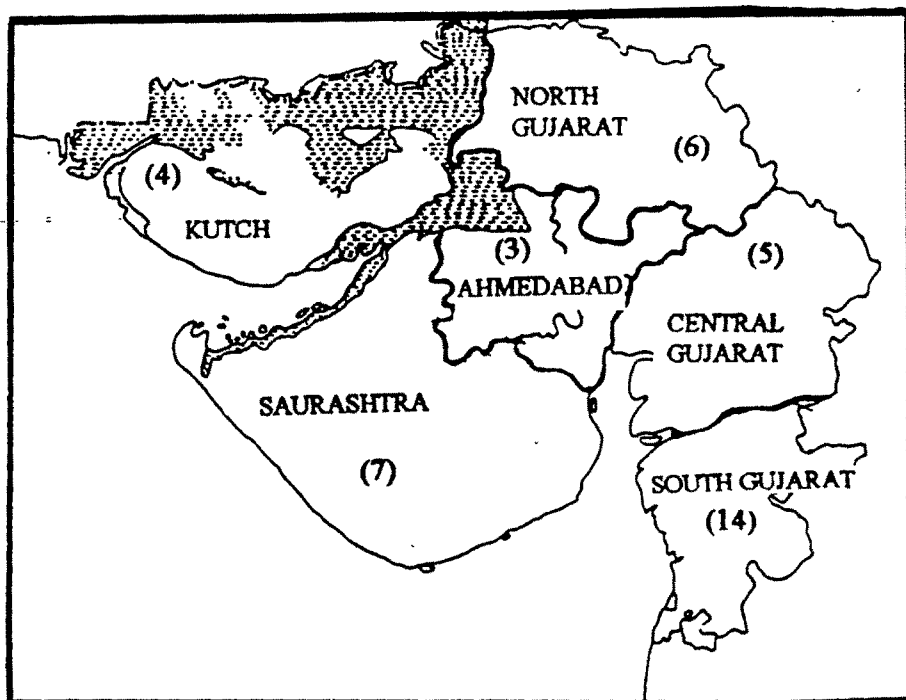 NORTH
GUJARAT
(6)
(4)
KUTCH
(3)
AHMEDABAD
(5)
CENTRAL
GUJARAT
SAURASHTRA
(7)
SOUTH GUJARAT
(14)